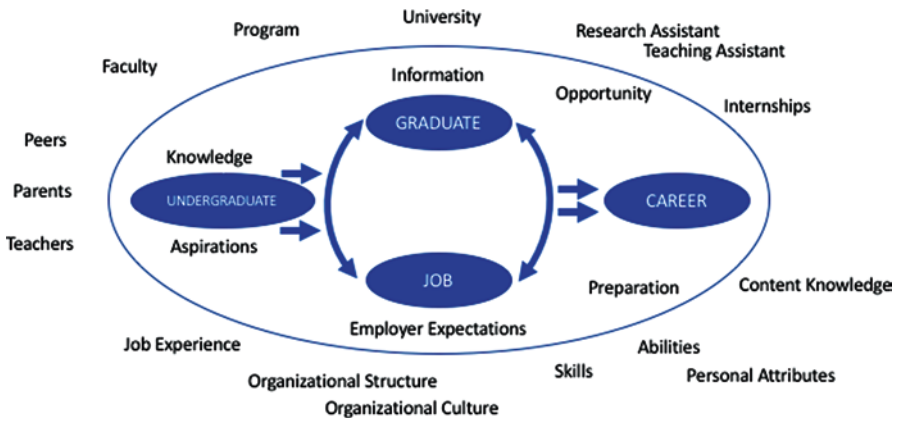 University
Program
Research Assistant
Teaching Assistant
Faculty
Information
Opportunity
Internships
GRADUATE
Peers
Knowledge
Parents
UNDERGRADUATE
CAREER
Teachers
Aspirations
JOB
Preparation
Content Knowledge
Employer Expectations
Job Experience
Abilities
Skills
Personal Attributes
Organizational Structure
Organizational Culture